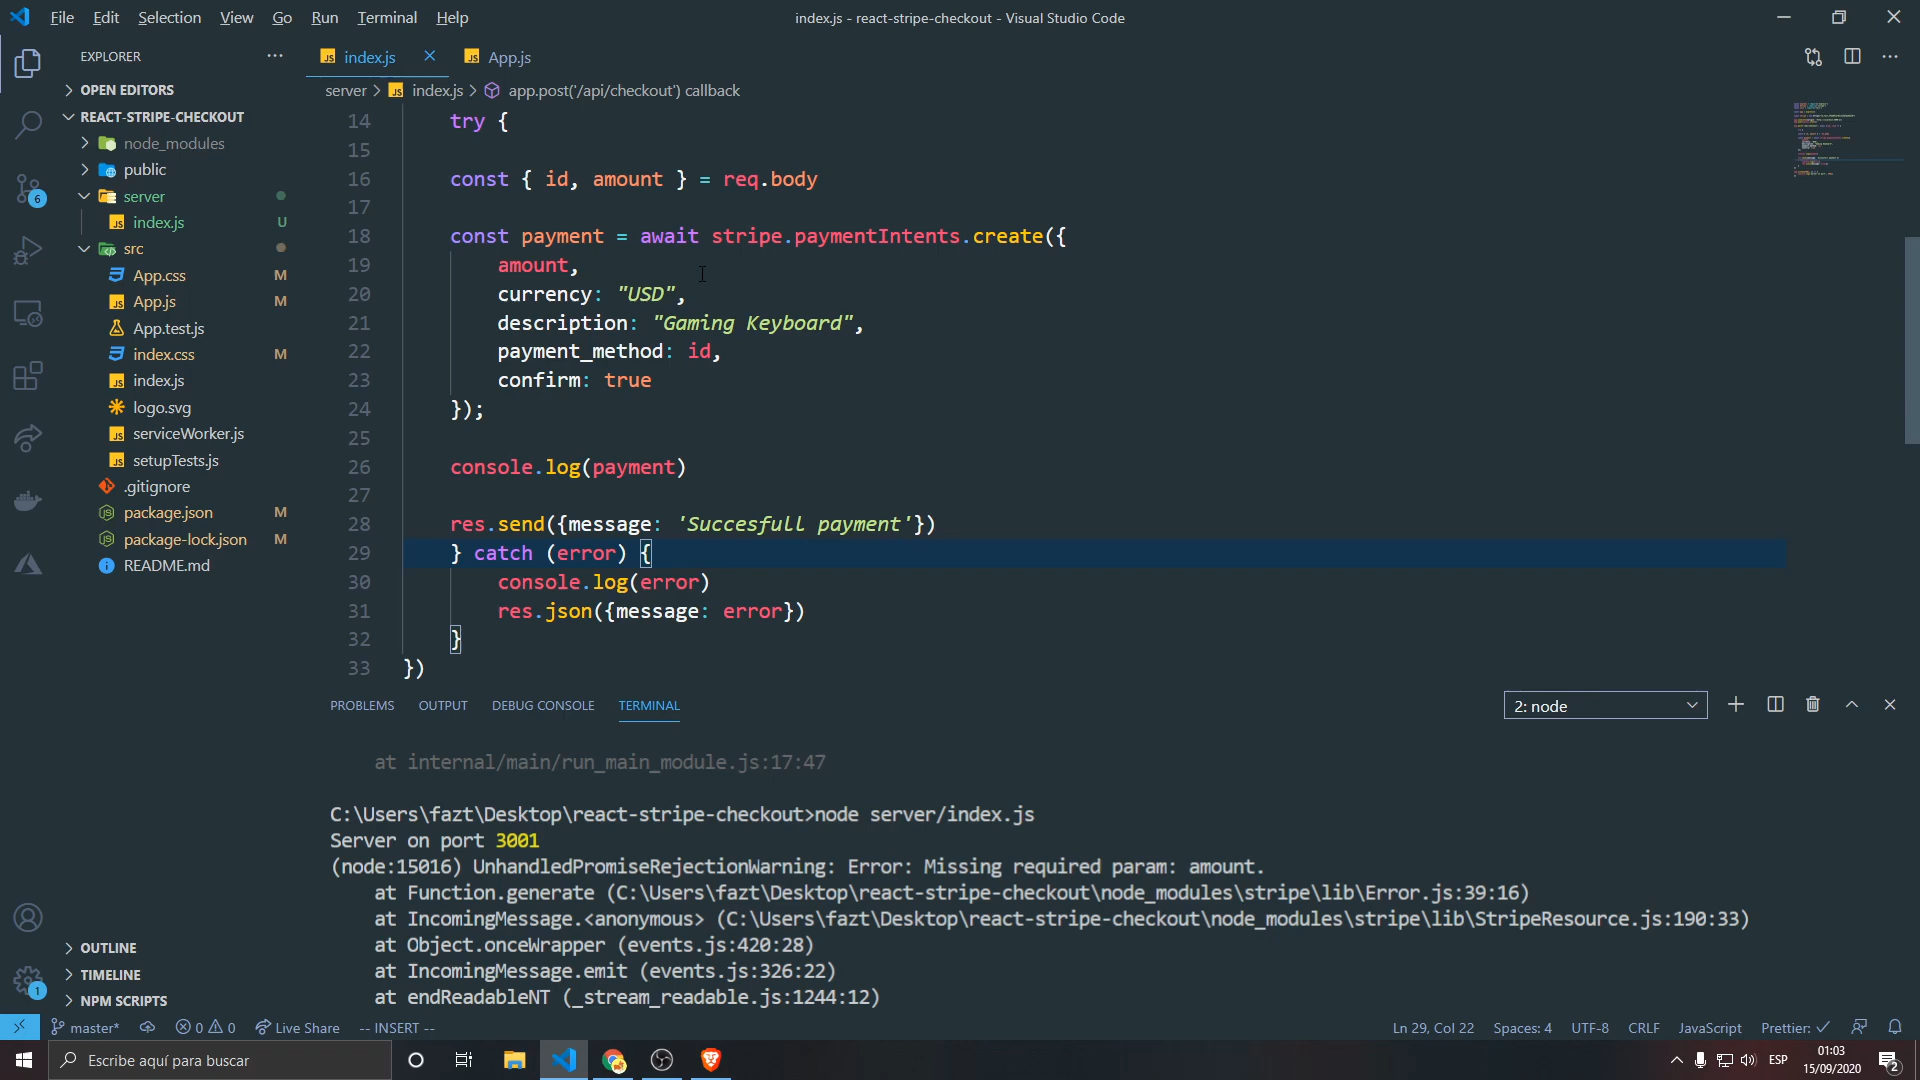 File Edit Selection View Go Run Terminal Help
index.js - react-stripe-checkout - Visual Studio Code
EXPLORER
OPEN EDITORS
REACT-STRIPE-CHECKOUT
node_modules
public
server
index.js U
src
App.css M
App.js M
App.test.js
index.css M
index.js
logo.svg
serviceWorker.js
setupTests.js
.gitignore
package.json M
package-lock.json M
README.md
OUTLINE
TIMELINE
NPM SCRIPTS
6
1
index.js App.js
server > index.js > app.post('/api/checkout') callback
14 try {
15
16 const { id, amount } = req.body
17
18 const payment = await stripe.paymentIntents.create({
19 amount,
20 currency: "USD",
21 description: "Gaming Keyboard",
22 payment_method: id,
23 confirm: true
24 });
25
26 console.log(payment)
27
28 res.send({message: 'Succesfull payment'})
29 } catch (error) {
30 console.log(error)
31 res.json({message: error})
32 }
33 })
PROBLEMS OUTPUT DEBUG CONSOLE TERMINAL
2: node
at internal/main/run_main_module.js:17:47
C:\Users\fazt\Desktop\react-stripe-checkout>node server/index.js
Server on port 3001
(node:15016) UnhandledPromiseRejectionWarning: Error: Missing required param: amount.
at Function.generate (C:\Users\fazt\Desktop\react-stripe-checkout\node_modules\stripe\lib\Error.js:39:16)
at IncomingMessage.<anonymous> (C:\Users\fazt\Desktop\react-stripe-checkout\node_modules\stripe\lib\StripeResource.js:190:33)
at Object.onceWrapper (events.js:420:28)
at IncomingMessage.emit (events.js:326:22)
at endReadableNT (_stream_readable.js:1244:12)
master* 0 0 Live Share -- INSERT --
Ln 29, Col 22 Spaces: 4 UTF-8 CRLF JavaScript Prettier: ✓
Escribe aquí para buscar
ESP
01:03
15/09/2020
2